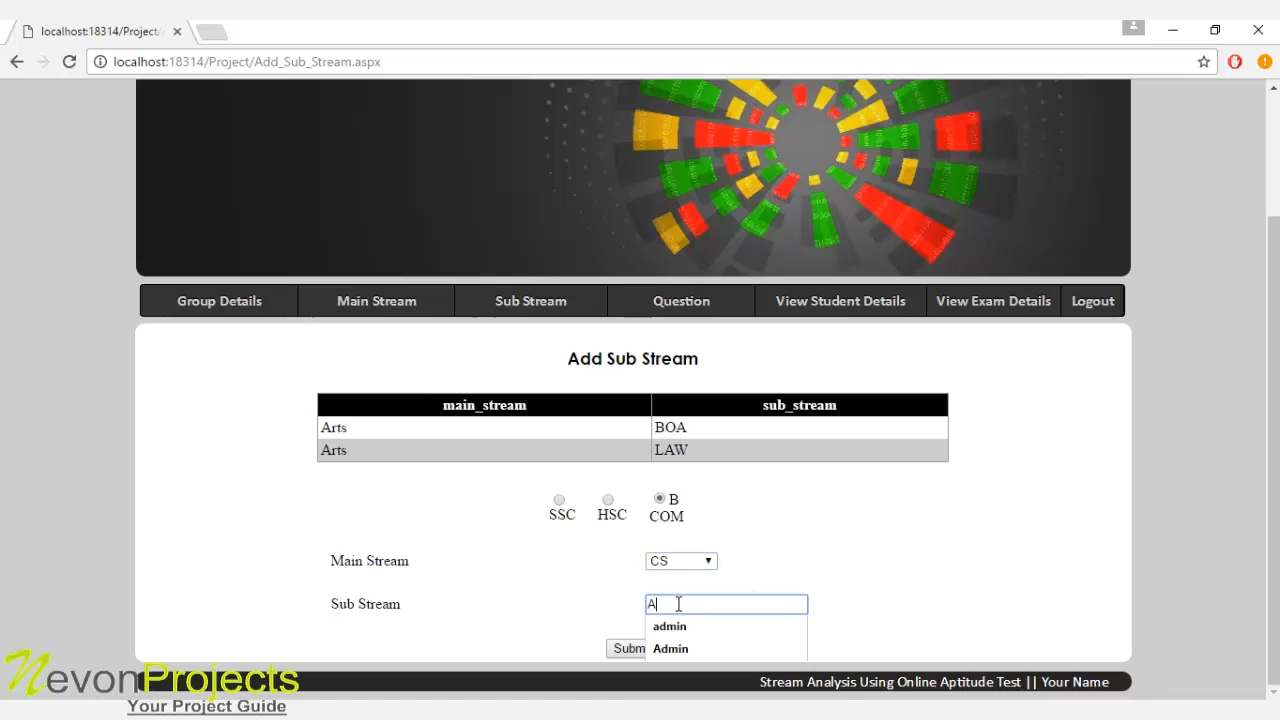 localhost:18314/Project/
localhost:18314/Project/Add_Sub_Stream.aspx
Group Details Main Stream Sub Stream Question View Student Details View Exam Details Logout
Add Sub Stream
main_stream sub_stream
Arts BOA
Arts LAW
SSC HSC B COM
Main Stream CS
Sub Stream A
admin
Admin
Subm
NevonProjects
Your Project Guide
Stream Analysis Using Online Aptitude Test || Your Name